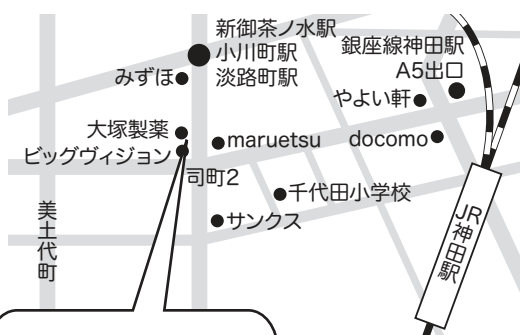 新御茶ノ水駅
小川町駅
淡路町駅
銀座線神田駅
A5出口
みずほ
やよい軒
大塚製薬
maruetsu
docomo
ビッグヴィジョン
司町2
千代田小学校
サンクス
美土代町
JR神田駅